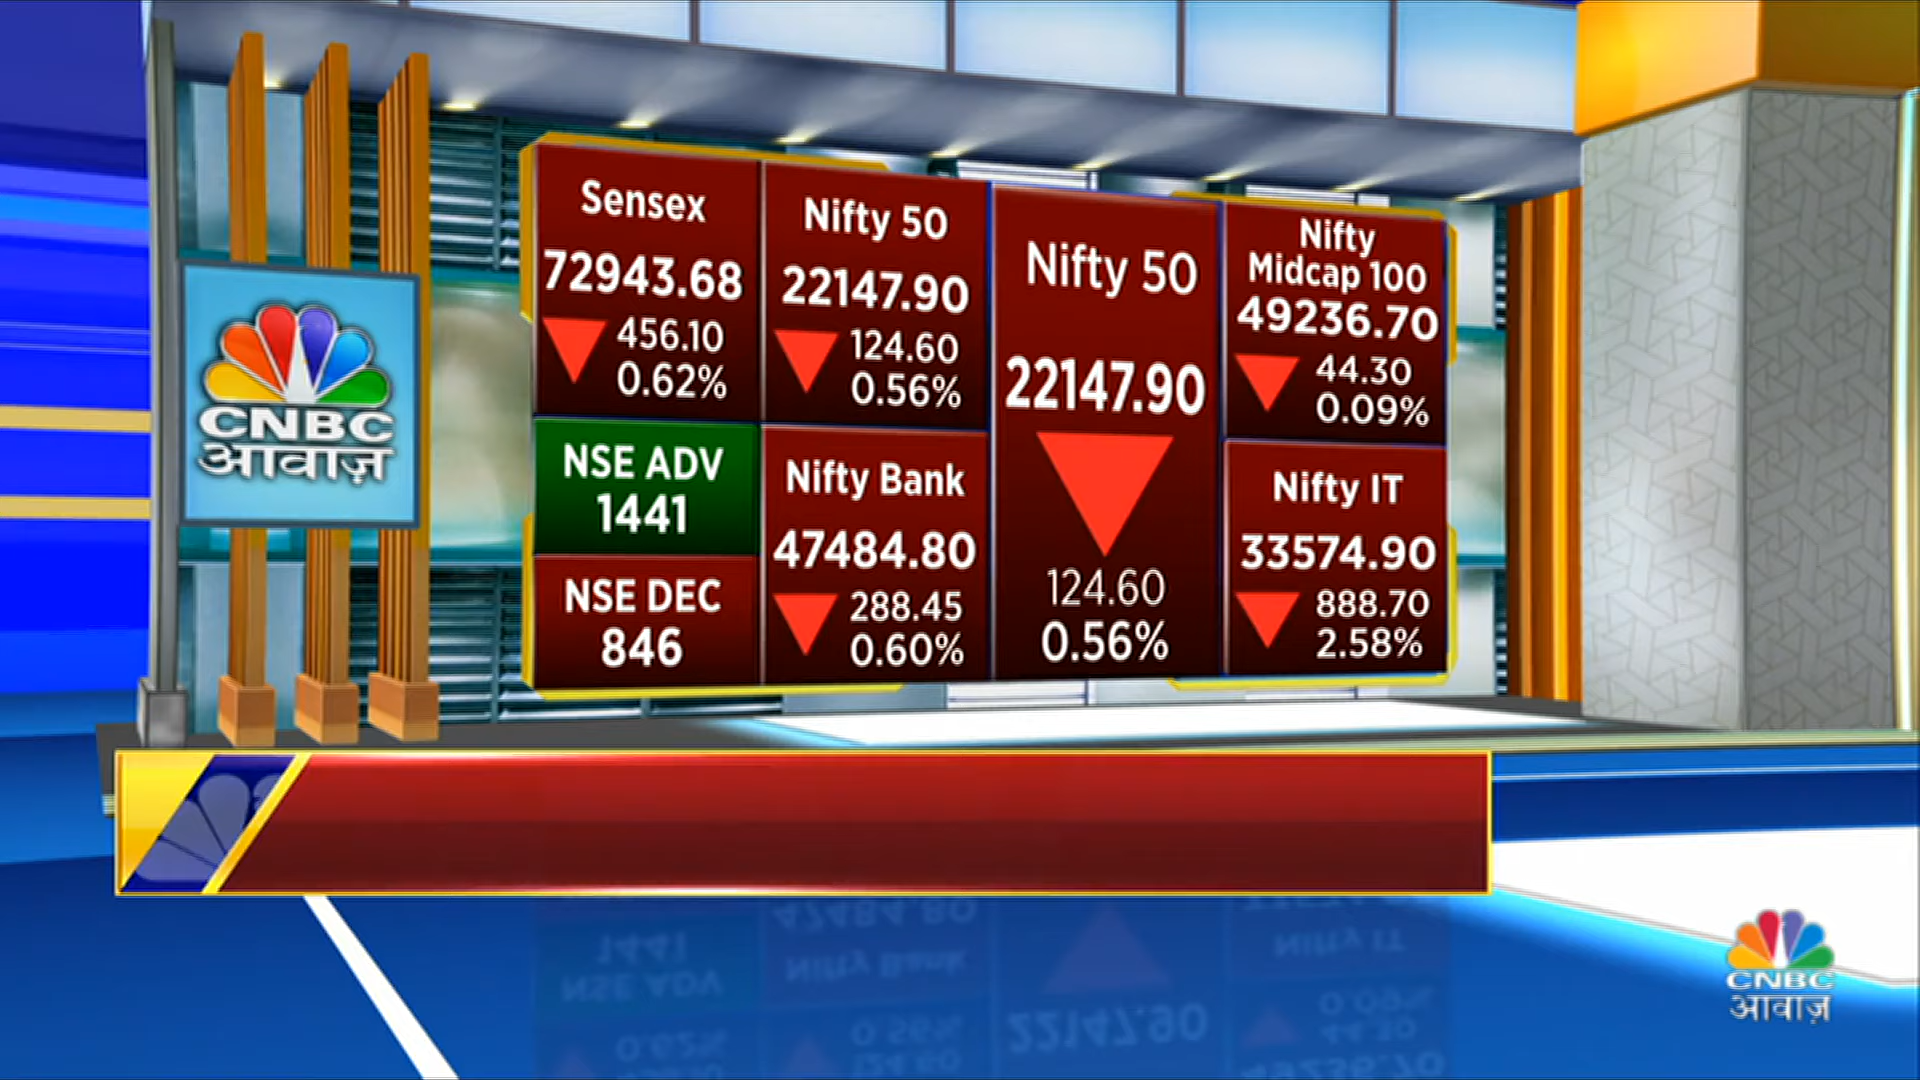 Sensex
72943.68
456.10
0.62%
NSE ADV
1441
NSE DEC
846
Nifty 50
22147.90
124.60
0.56%
Nifty Bank
47484.80
288.45
0.60%
Nifty 50
22147.90
124.60
0.56%
Nifty
Midcap 100
49236.70
44.30
0.09%
Nifty IT
33574.90
888.70
2.58%
CNBC
आवाज़
CNBC
आवाज़